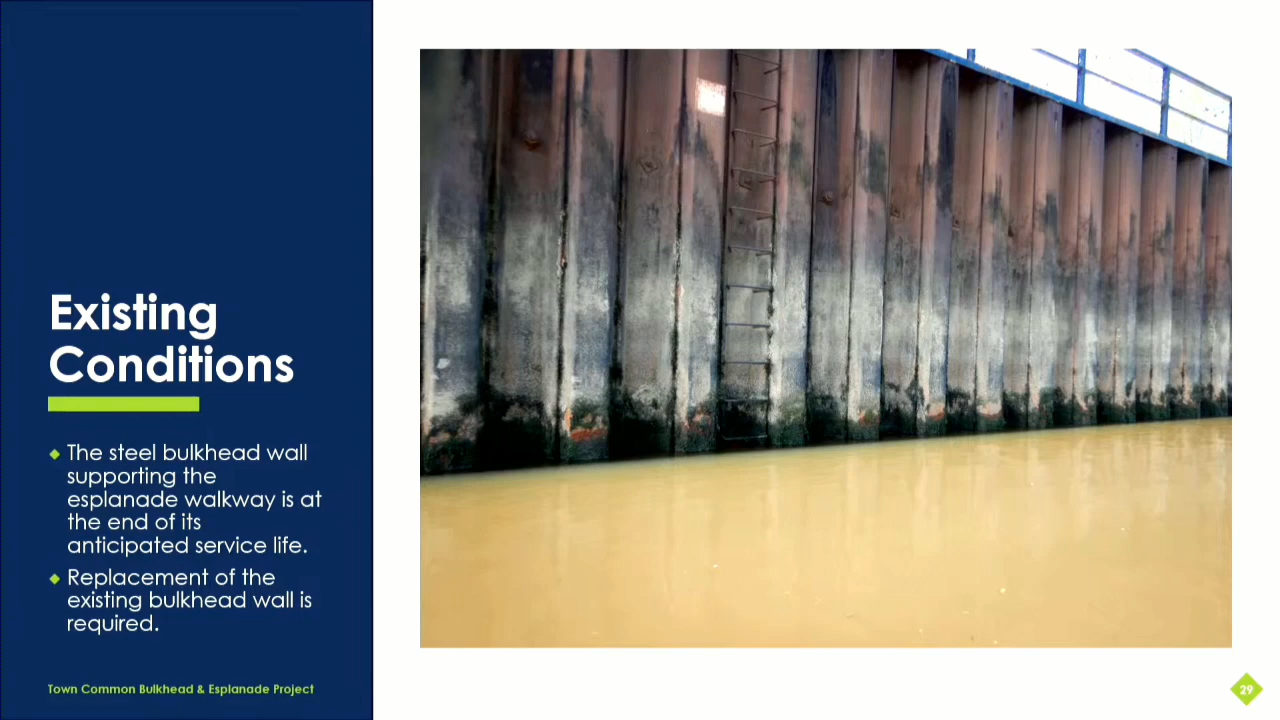 Existing
Conditions
The steel bulkhead wall
supporting the
esplanade walkway is at
the end of its
anticipated service life.
Replacement of the
existing bulkhead wall is
required.
Town Common Bulkhead & Esplanade Project
29